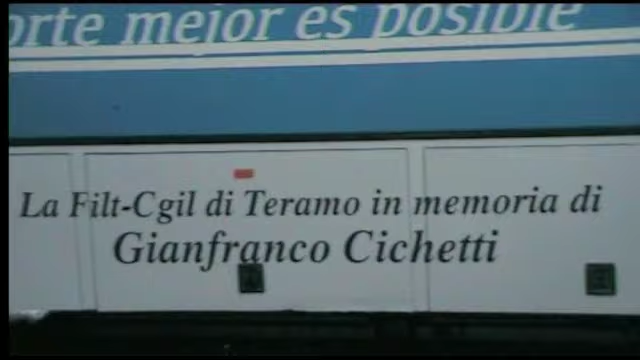 orte mejor es posible
La Filt-Cgil di Teramo in memoria di
Gianfranco Cichetti